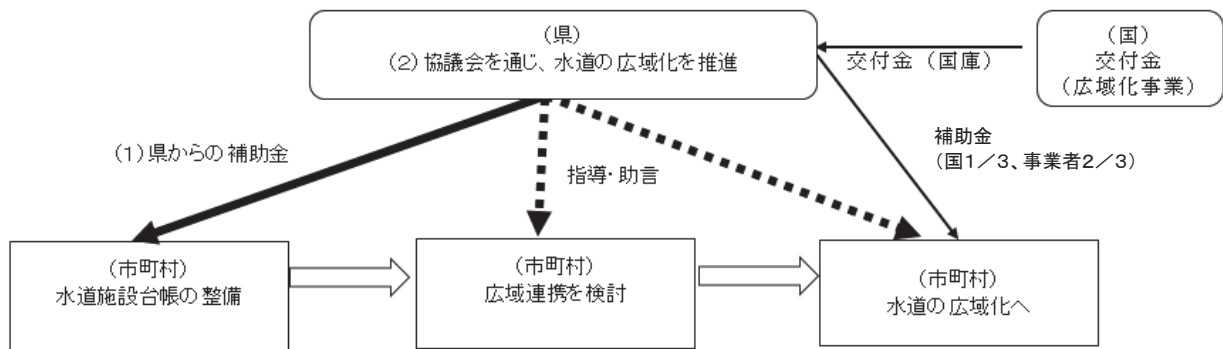 (県)
(2)協議会を通じ、水道の広域化を推進
交付金(国庫)
(国)
交付金
(広域化事業)
(1)県からの補助金
指導・助言
補助金
(国1/3、事業者2/3)
(市町村)
水道施設台帳の整備
(市町村)
広域連携を検討
(市町村)
水道の広域化へ